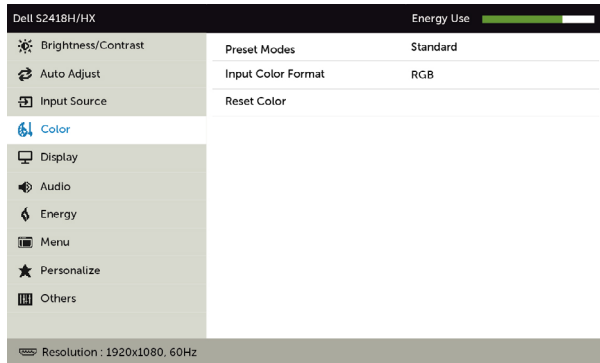 Dell S2418H/HX
Energy Use
Brightness/Contrast
Auto Adjust
Input Source
Color
Display
Audio
Energy
Menu
Personalize
Others
Preset Modes Standard
Input Color Format RGB
Reset Color
Resolution : 1920x1080, 60Hz